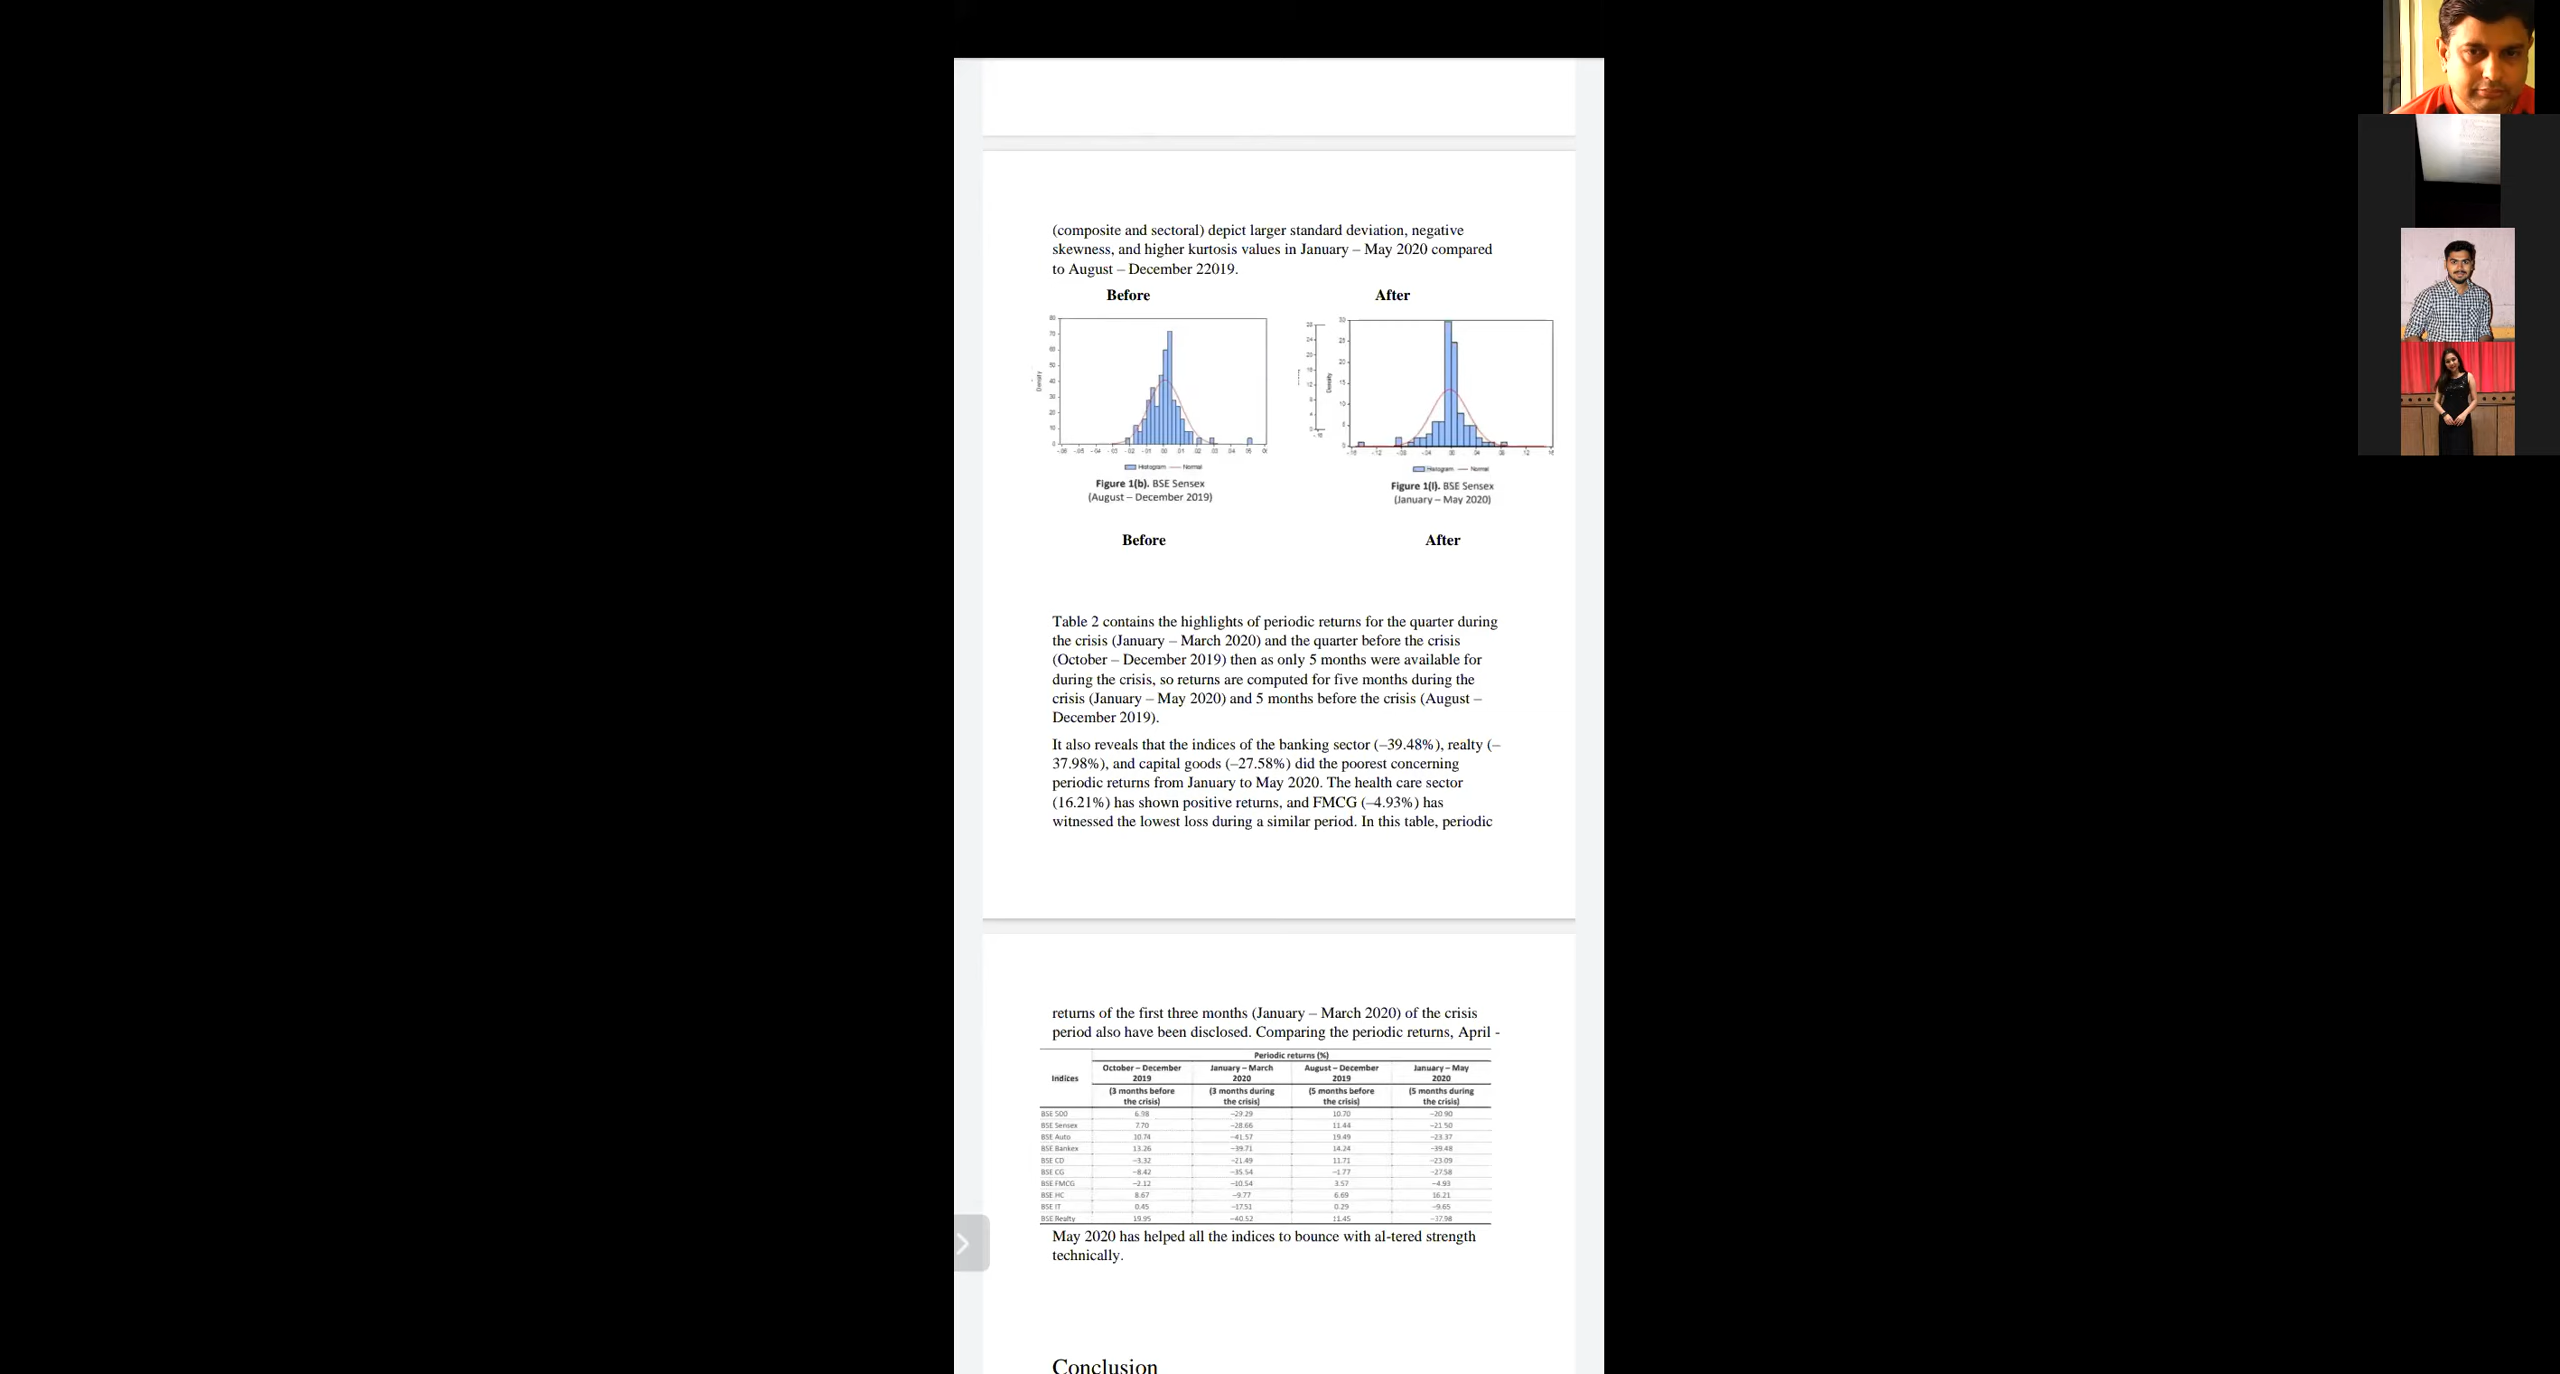 (composite and sectoral) depict larger standard deviation, negative
skewness, and higher kurtosis values in January – May 2020 compared
to August – December 22019.
Before After
Density Density
Histogram Normal Histogram Normal
Figure 1(b). BSE Sensex Figure 1(l). BSE Sensex
(August – December 2019) (January – May 2020)
Before After
Table 2 contains the highlights of periodic returns for the quarter during
the crisis (January – March 2020) and the quarter before the crisis
(October – December 2019) then as only 5 months were available for
during the crisis, so returns are computed for five months during the
crisis (January – May 2020) and 5 months before the crisis (August –
December 2019).
It also reveals that the indices of the banking sector (–39.48%), realty (–
37.98%), and capital goods (–27.58%) did the poorest concerning
periodic returns from January to May 2020. The health care sector
(16.21%) has shown positive returns, and FMCG (–4.93%) has
witnessed the lowest loss during a similar period. In this table, periodic
returns of the first three months (January – March 2020) of the crisis
period also have been disclosed. Comparing the periodic returns, April -
Periodic returns (%)
Indices October – December 2019 January – March 2020 August – December 2019 January – May 2020
(3 months before the crisis) (3 months during the crisis) (5 months before the crisis) (5 months during the crisis)
BSE 500 6.98 –29.29 10.70 –20.90
BSE Sensex 7.70 –28.66 11.44 –21.50
BSE Auto 10.74 –41.57 19.49 –23.37
BSE Bankex 13.26 –39.71 14.24 –39.48
BSE CD –3.32 –21.49 11.71 –23.09
BSE CG –8.42 –35.54 –1.77 –27.58
BSE FMCG –2.12 –10.54 3.57 –4.93
BSE HC 8.67 –9.77 6.69 16.21
BSE IT 0.45 –17.51 0.29 –9.65
BSE Realty 19.95 –40.52 11.45 –37.98
May 2020 has helped all the indices to bounce with al-tered strength
technically.
Conclusion